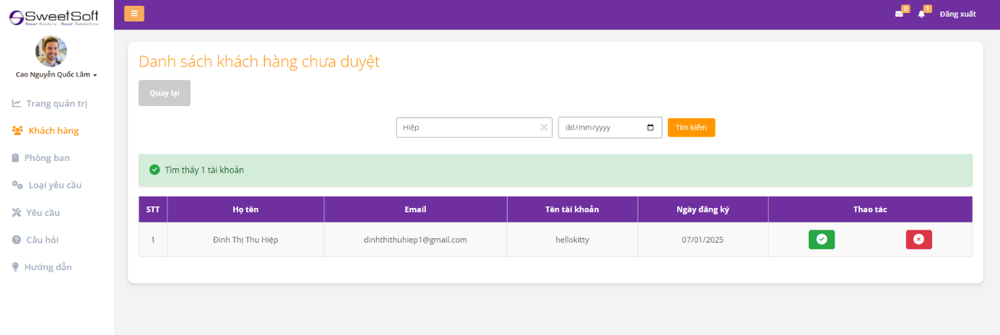 SweetSoft
Sweet Solutions - Sweet Satisfactions
Cao Nguyễn Quốc Lâm
Trang quản trị
Khách hàng
Phòng ban
Loại yêu cầu
Yêu cầu
Câu hỏi
Hướng dẫn
0 1 Đăng xuất
Danh sách khách hàng chưa duyệt
Quay lại
Hiệp dd/mm/yyyy Tìm kiếm
Tìm thấy 1 tài khoản
STT Họ tên Email Tên tài khoản Ngày đăng ký Thao tác
1 Đinh Thị Thu Hiệp dinhthithuhiep1@gmail.com hellokitty 07/01/2025